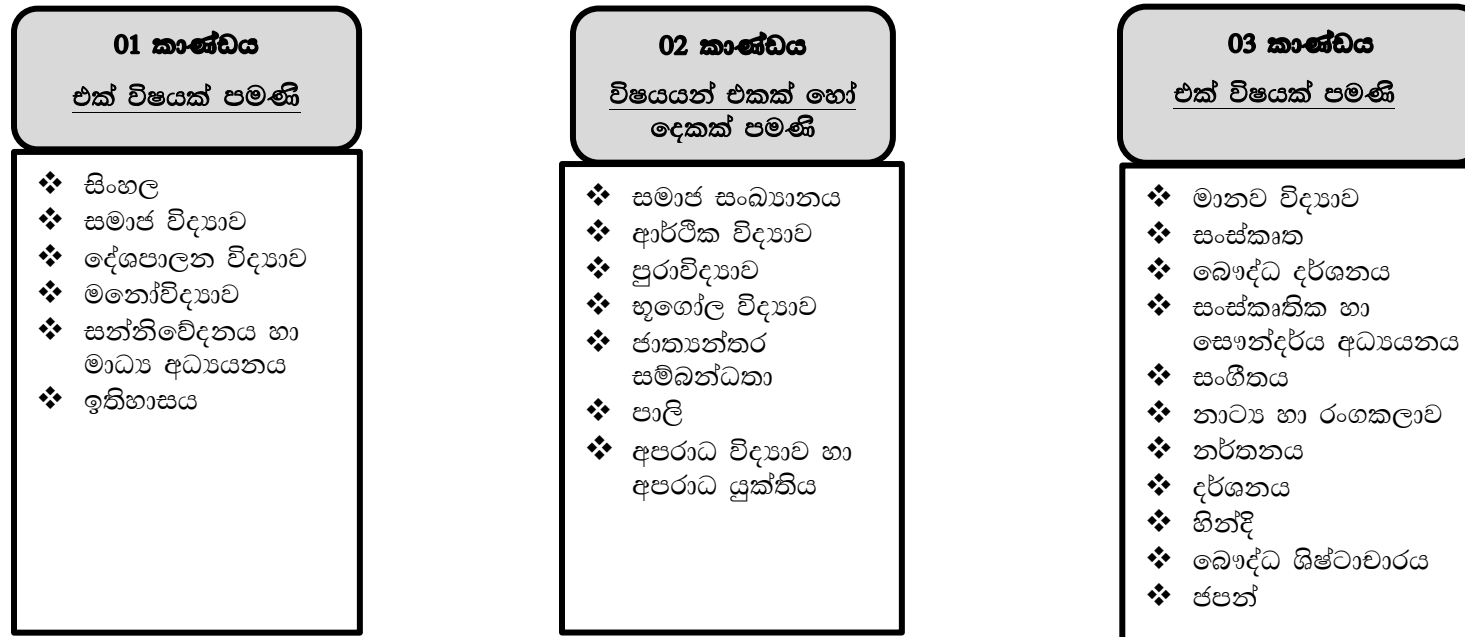 01 කාණ්ඩය
එක් විෂයක් පමණි
❖ සිංහල
❖ සමාජ විද්‍යාව
❖ දේශපාලන විද්‍යාව
❖ මනෝවිද්‍යාව
❖ සන්නිවේදනය හා
මාධ්‍ය අධ්‍යයනය
❖ ඉතිහාසය
02 කාණ්ඩය
විෂයයන් එකක් හෝ
දෙකක් පමණි
❖ සමාජ සංඛ්‍යානය
❖ ආර්ථික විද්‍යාව
❖ පුරාවිද්‍යාව
❖ භූගෝල විද්‍යාව
❖ ජාත්‍යන්තර
සම්බන්ධතා
❖ පාලි
❖ අපරාධ විද්‍යාව හා
අපරාධ යුක්තිය
03 කාණ්ඩය
එක් විෂයක් පමණි
❖ මානව විද්‍යාව
❖ සංස්කෘත
❖ බෞද්ධ දර්ශනය
❖ සංස්කෘතික හා
සෞන්දර්ය අධ්‍යයනය
❖ සංගීතය
❖ නාට්‍ය හා රංගකලාව
❖ නර්තනය
❖ දර්ශනය
❖ හින්දි
❖ බෞද්ධ ශිෂ්ටාචාරය
❖ ජපන්